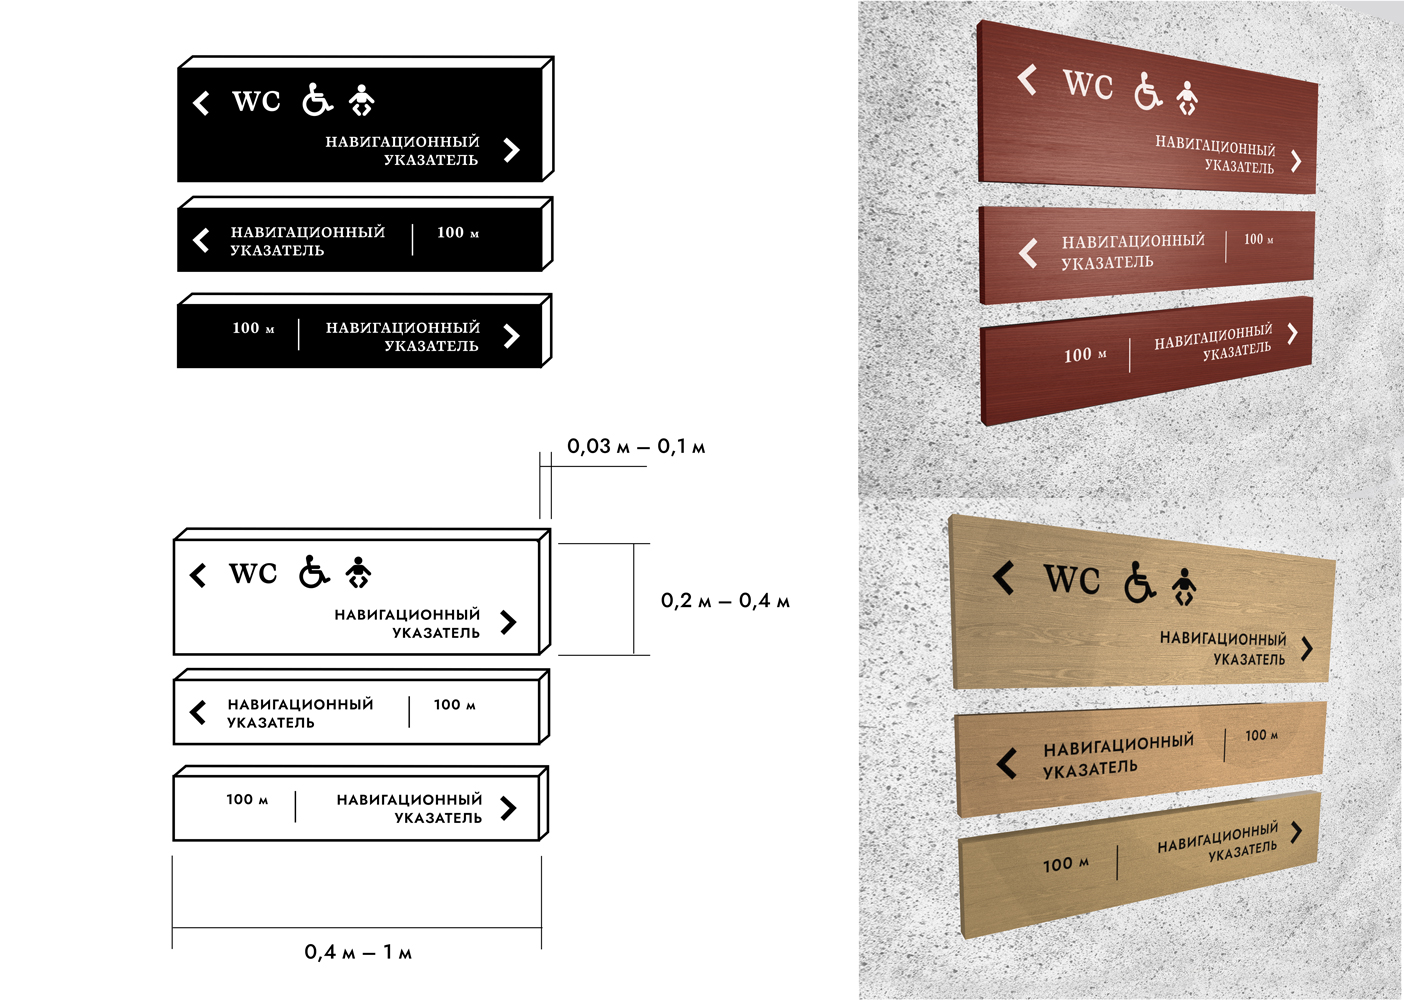 WC
НАВИГАЦИОННЫЙ
УКАЗАТЕЛЬ
НАВИГАЦИОННЫЙ
УКАЗАТЕЛЬ
100 м
100 м
НАВИГАЦИОННЫЙ
УКАЗАТЕЛЬ
0,03 м – 0,1 м
WC
НАВИГАЦИОННЫЙ
УКАЗАТЕЛЬ
0,2 м – 0,4 м
НАВИГАЦИОННЫЙ
УКАЗАТЕЛЬ
100 м
100 м
НАВИГАЦИОННЫЙ
УКАЗАТЕЛЬ
0,4 м – 1 м
WC
НАВИГАЦИОННЫЙ
УКАЗАТЕЛЬ
НАВИГАЦИОННЫЙ
УКАЗАТЕЛЬ
100 м
100 м
НАВИГАЦИОННЫЙ
УКАЗАТЕЛЬ
WC
НАВИГАЦИОННЫЙ
УКАЗАТЕЛЬ
НАВИГАЦИОННЫЙ
УКАЗАТЕЛЬ
100 м
100 м
НАВИГАЦИОННЫЙ
УКАЗАТЕЛЬ